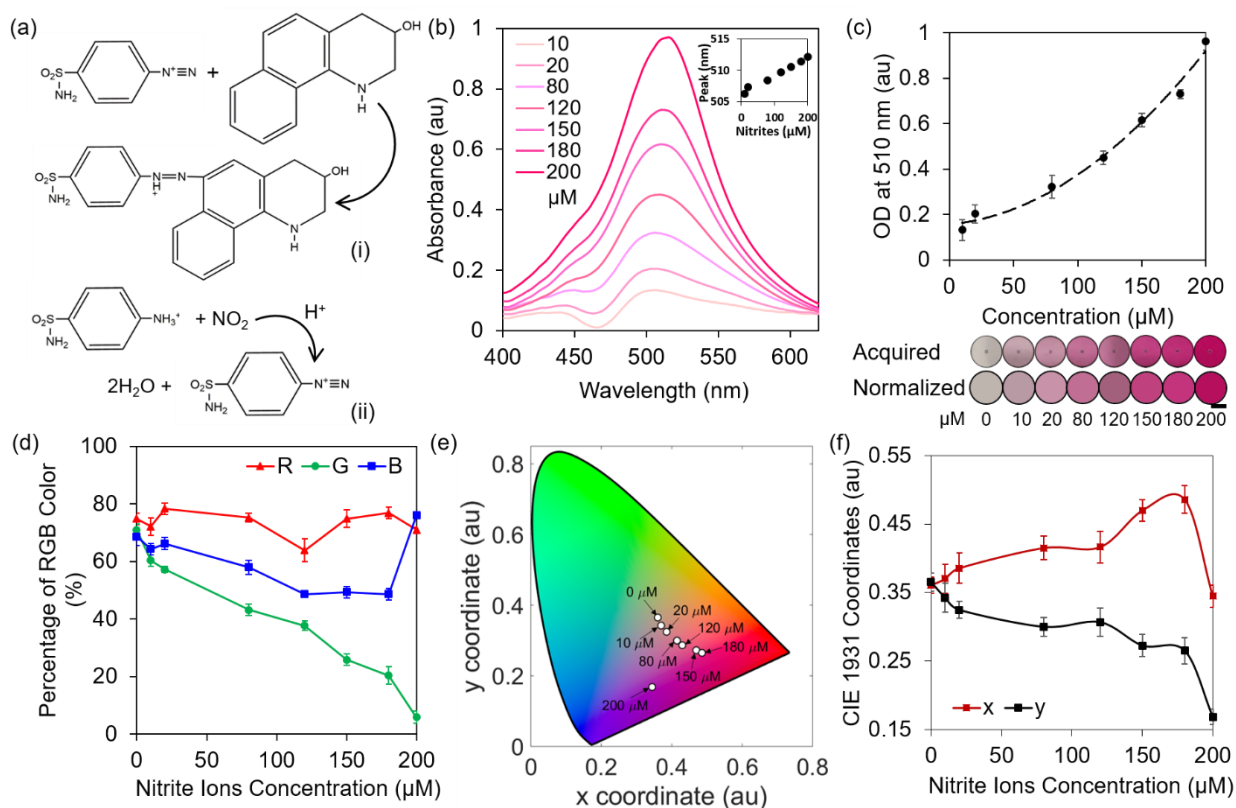 (a)
O₂S
NH₂
N⁺≡N
+
OH
N
H
O₂S
NH₂
N=N
H
+
OH
N
H
(i)
O₂S
NH₂
NH₃⁺
+ NO₂
H⁺
2H₂O +
O₂S
NH₂
N⁺≡N
(ii)
(b)
Absorbance (au)
1
0.8
0.6
0.4
0.2
0
10
20
80
120
150
180
200
µM
Peak (nm)
515
510
505
0
100
200
Nitrites (µM)
400
450
500
550
600
Wavelength (nm)
(c)
OD at 510 nm (au)
1
0.8
0.6
0.4
0.2
0
0
50
100
150
200
Concentration (µM)
Acquired
Normalized
µM 0 10 20 80 120 150 180 200
(d)
Percentage of RGB Color
(%)
100
80
60
40
20
0
R G B
0
50
100
150
200
Nitrite Ions Concentration (µM)
(e)
y coordinate (au)
0.8
0.6
0.4
0.2
0
0 µM
20 µM
10 µM
120 µM
80 µM
180 µM
150 µM
200 µM
0.0
0.2
0.4
0.6
0.8
x coordinate (au)
(f)
CIE 1931 Coordinates (au)
0.55
0.45
0.35
0.25
0.15
x y
0
50
100
150
200
Nitrite Ions Concentration (µM)